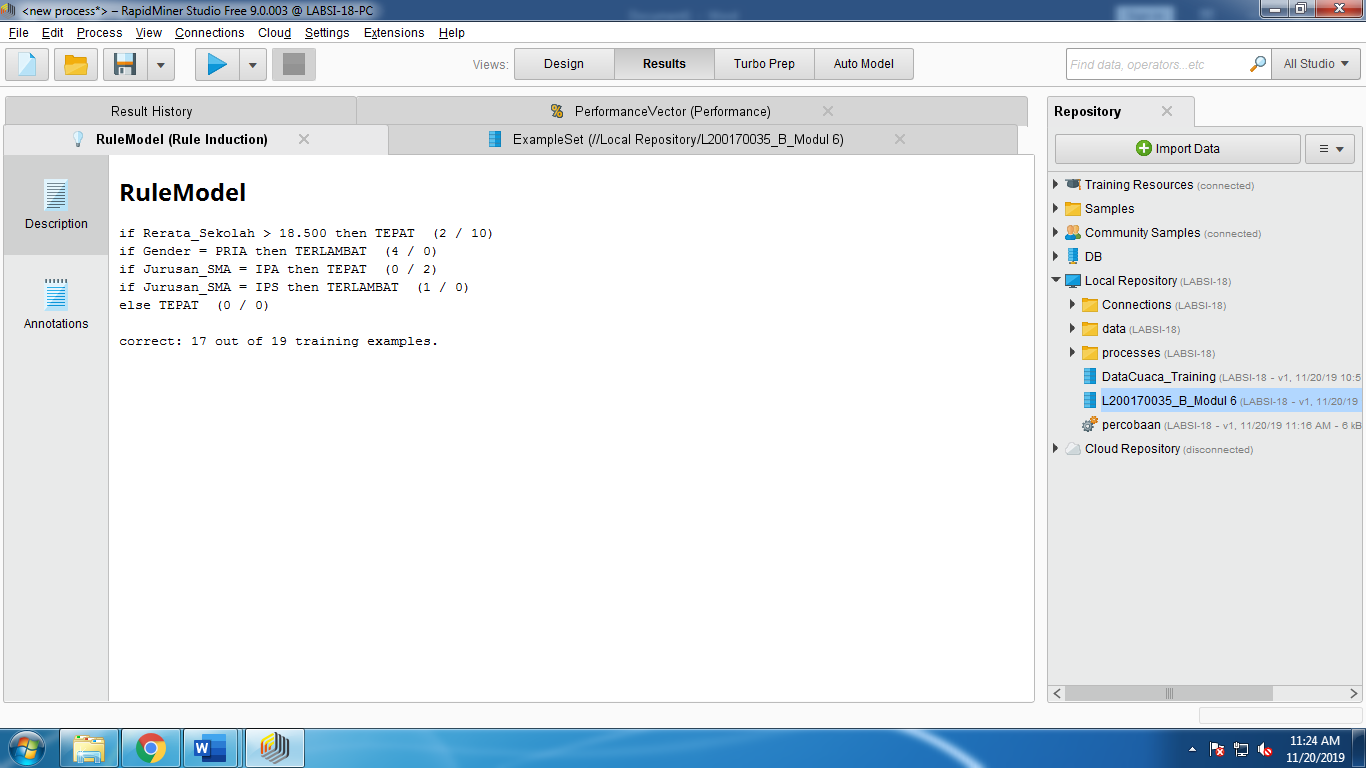 <new process*> – RapidMiner Studio Free 9.0.003 @ LABSI-18-PC
File Edit Process View Connections Cloud Settings Extensions Help
Views: Design Results Turbo Prep Auto Model
Find data, operators...etc All Studio
Result History PerformanceVector (Performance)
RuleModel (Rule Induction) ExampleSet (//Local Repository/L200170035_B_Modul 6)
Description
Annotations
RuleModel
if Rerata_Sekolah > 18.500 then TEPAT (2 / 10)
if Gender = PRIA then TERLAMBAT (4 / 0)
if Jurusan_SMA = IPA then TEPAT (0 / 2)
if Jurusan_SMA = IPS then TERLAMBAT (1 / 0)
else TEPAT (0 / 0)
correct: 17 out of 19 training examples.
Repository
Import Data
Training Resources (connected)
Samples
Community Samples (connected)
DB
Local Repository (LABSI-18)
Connections (LABSI-18)
data (LABSI-18)
processes (LABSI-18)
DataCuaca_Training (LABSI-18 - v1, 11/20/19 10:5
L200170035_B_Modul 6 (LABSI-18 - v1, 11/20/19
percobaan (LABSI-18 - v1, 11/20/19 11:16 AM - 6 kB
Cloud Repository (disconnected)
11:24 AM
11/20/2019